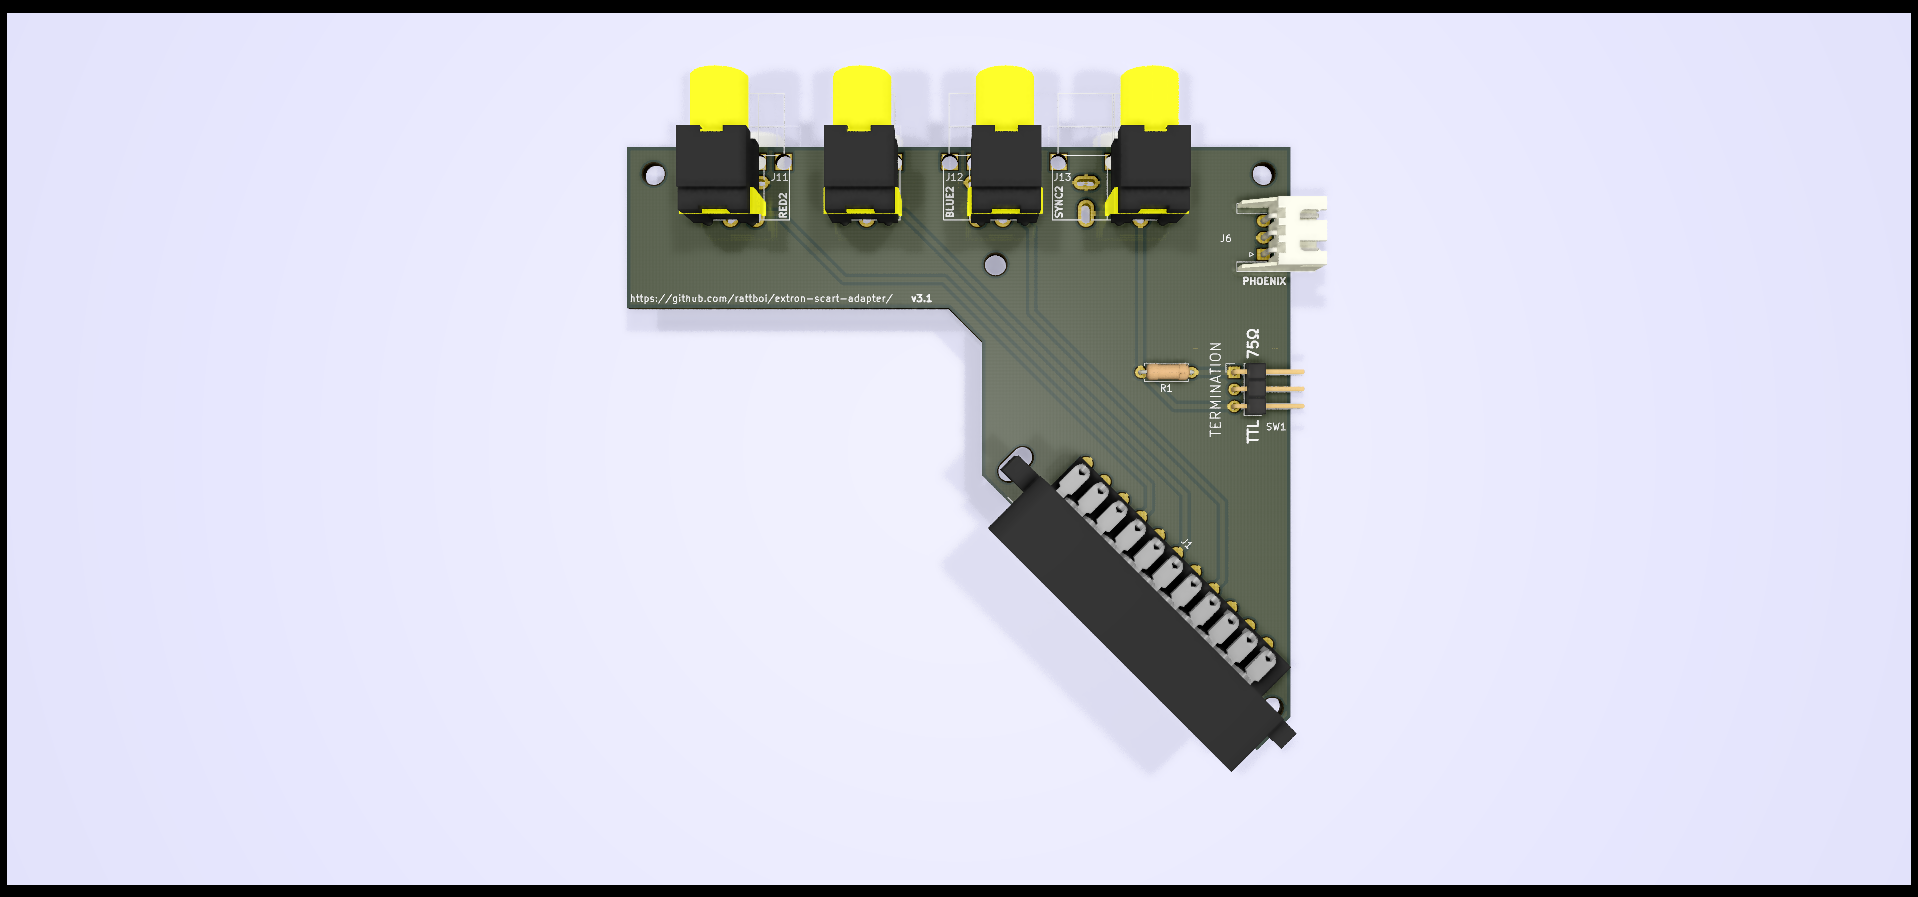 J11
RED2
J12
BLUE2
J13
SYNC2
J6
PHOENIX
https://github.com/rattboi/extron-scart-adapter/ v3.1
75Ω
TERMINATION
R1
TTL
SW1
J1